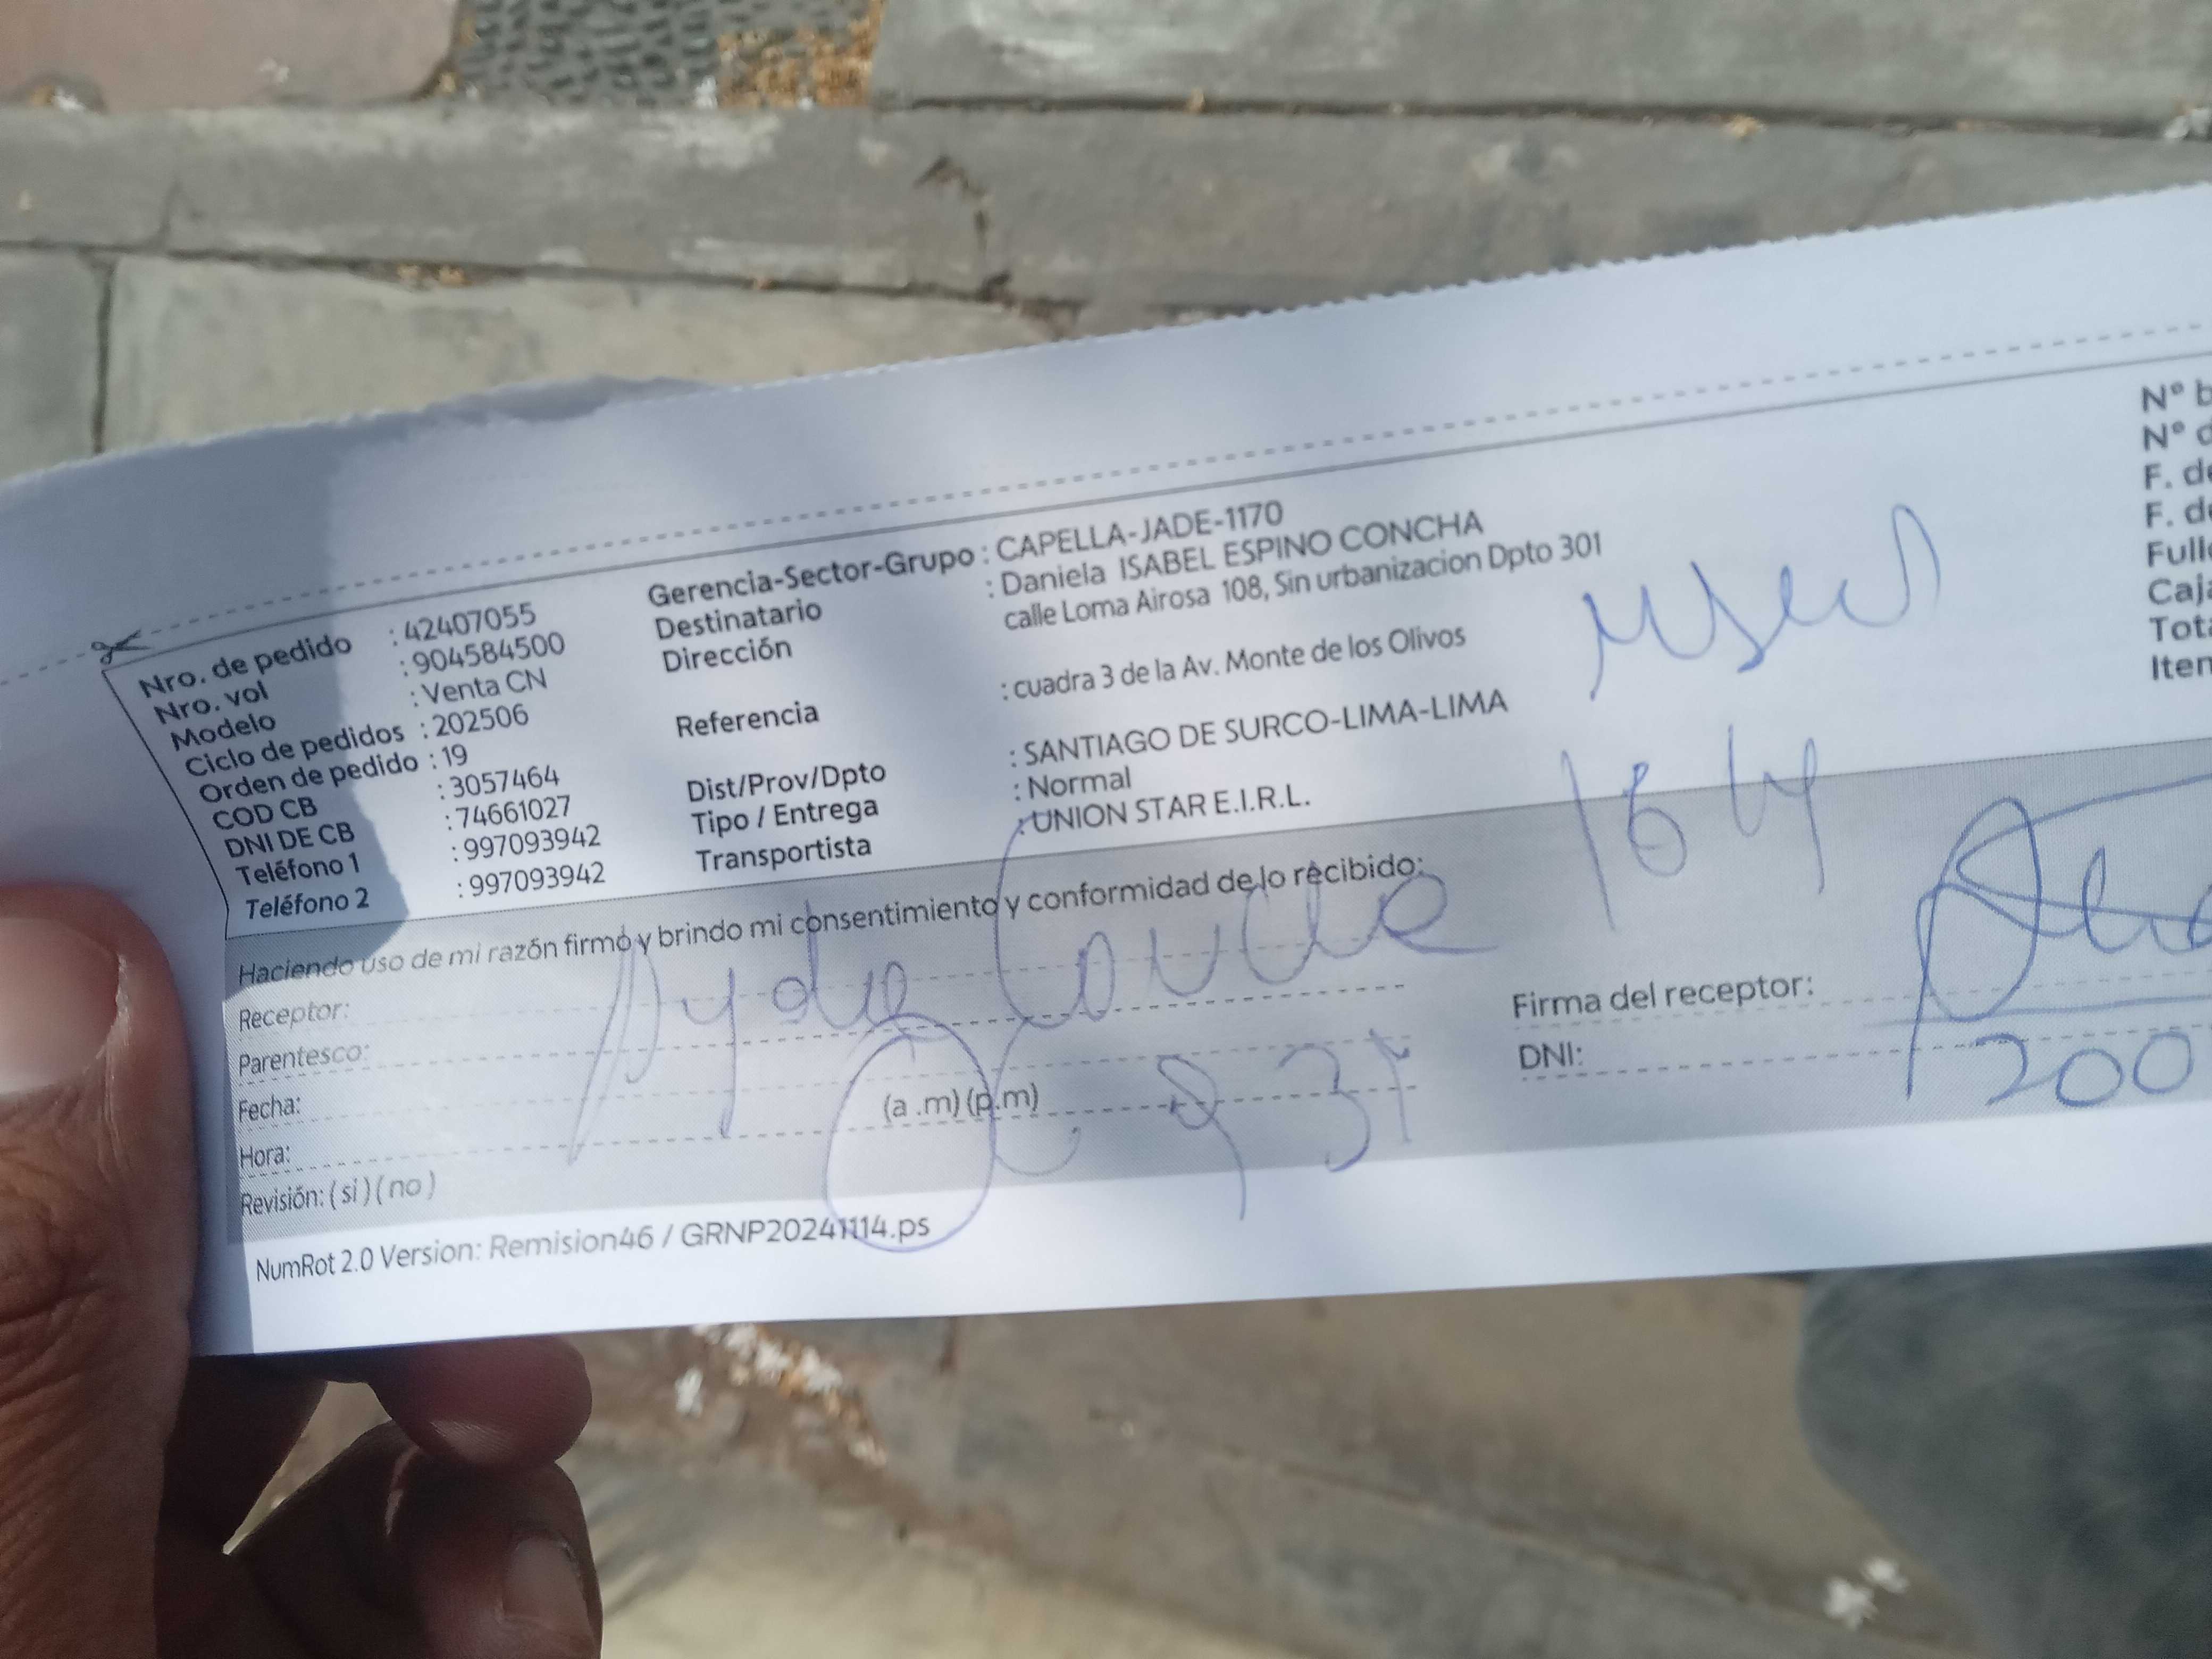 Nro. de pedido : 42407055
Nro. vol : 904584500
Modelo : Venta CN
Ciclo de pedidos : 202506
Orden de pedido : 19
COD CB : 3057464
DNI DE CB : 74661027
Teléfono 1 : 997093942
Teléfono 2 : 997093942
Gerencia-Sector-Grupo : CAPELLA-JADE-1170
Destinatario : Daniela ISABEL ESPINO CONCHA
Dirección calle Loma Airosa 108, Sin urbanizacion Dpto 301
Referencia : cuadra 3 de la Av. Monte de los Olivos
Dist/Prov/Dpto : SANTIAGO DE SURCO-LIMA-LIMA
Tipo / Entrega : Normal
Transportista : UNION STAR E.I.R.L.
N° b
N° d
F. de
F. de
Caja
Tota
Iten
Haciendo uso de mi razón firmo y brindo mi consentimiento y conformidad de lo recibido:
Receptor:
Parentesco:
Fecha:
Hora: (a .m) (p.m)
Revisión: ( si ) ( no )
Firma del receptor:
DNI: 200
NumRot 2.0 Version: Remision46 / GRNP20241114.ps